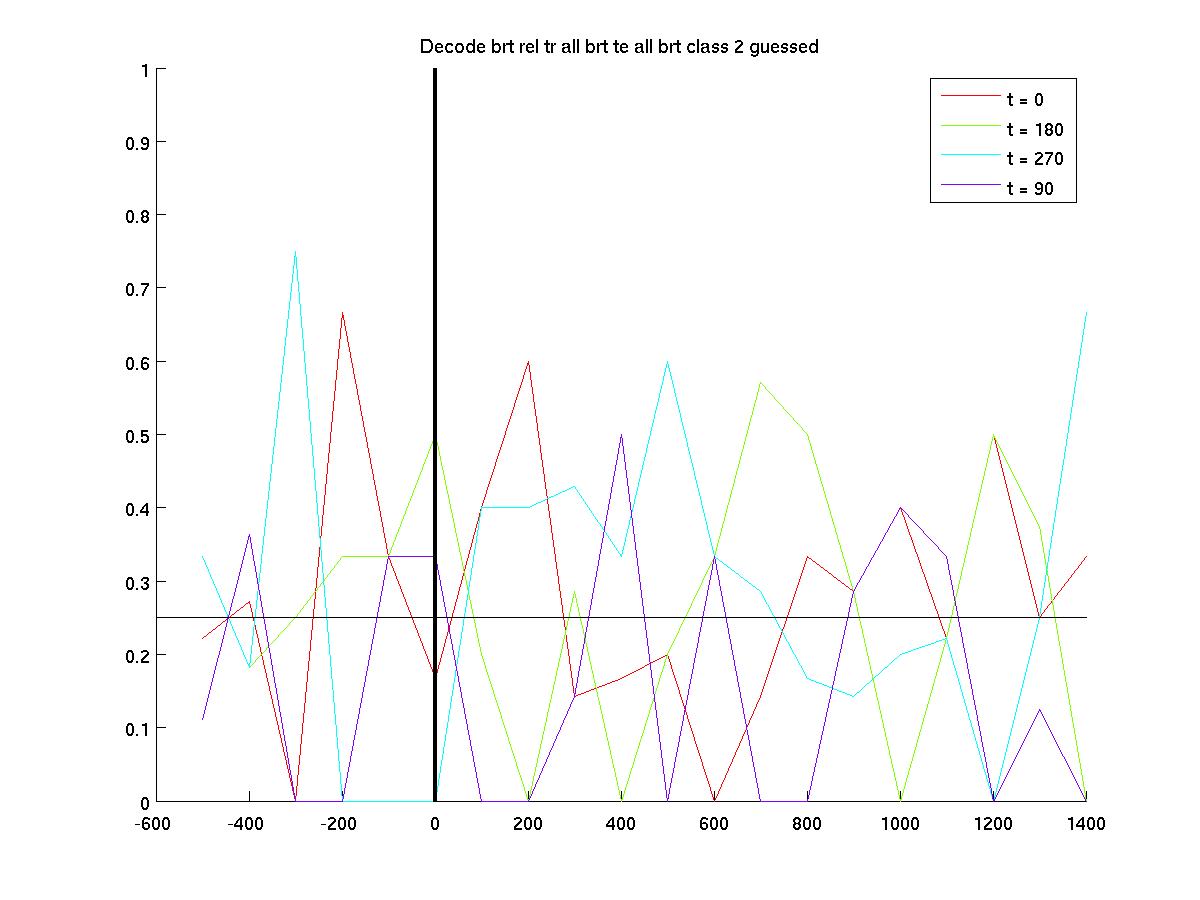 Decode brt rel tr all brt te all brt class 2 guessed
t = 0
t = 180
t = 270
t = 90
1
0.9
0.8
0.7
0.6
0.5
0.4
0.3
0.2
0.1
0
-600 -400 -200 0 200 400 600 800 1000 1200 1400